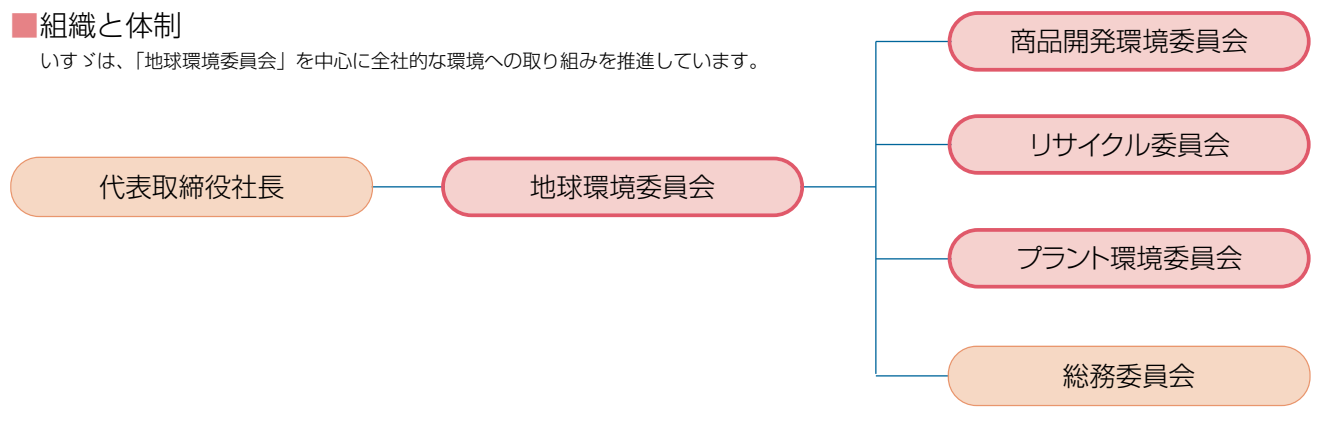 ■組織と体制
いすゞは、「地球環境委員会」を中心に全社的な環境への取り組みを推進しています。
代表取締役社長
地球環境委員会
商品開発環境委員会
リサイクル委員会
プラント環境委員会
総務委員会